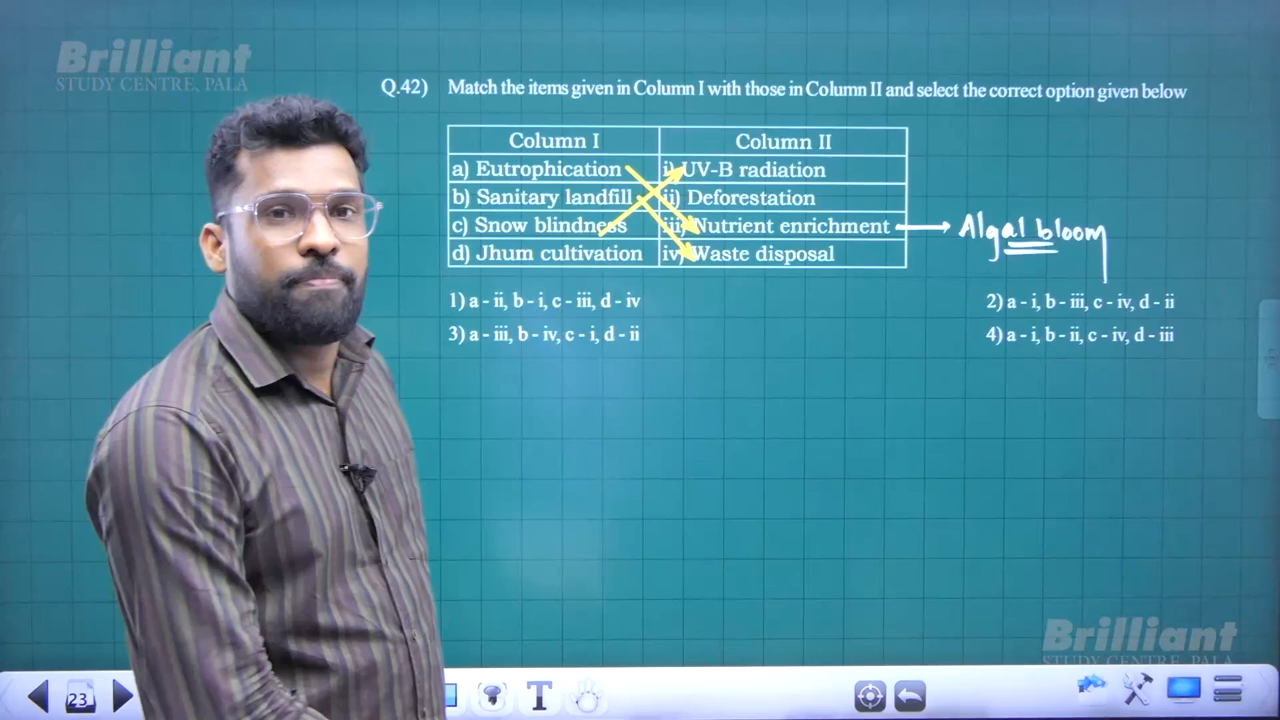 Brilliant
STUDY CENTRE, PALA
Q.42) Match the items given in Column I with those in Column II and select the correct option given below
Column I Column II
a) Eutrophication i) UV-B radiation
b) Sanitary landfill ii) Deforestation
c) Snow blindness iii) Nutrient enrichment Algal bloom
d) Jhum cultivation iv) Waste disposal
1) a - ii, b - i, c - iii, d - iv 2) a - i, b - iii, c - iv, d - ii
3) a - iii, b - iv, c - i, d - ii 4) a - i, b - ii, c - iv, d - iii
Brilliant
STUDY CENTRE, PALA
23 T